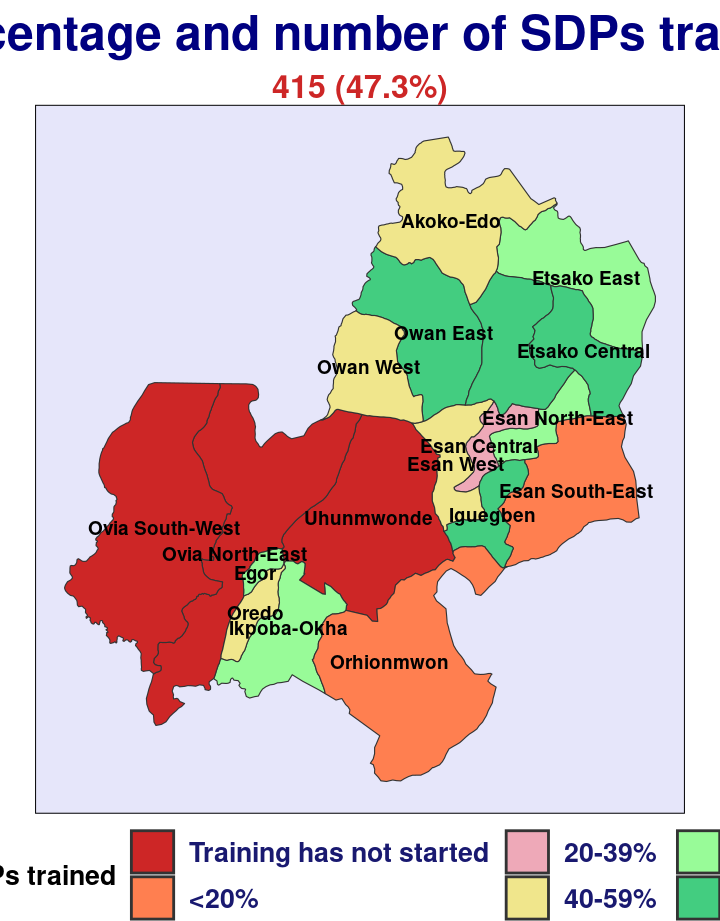 centage and number of SDPs tra
415 (47.3%)
Akoko-Edo
Etsako East
Owan East
Etsako Central
Owan West
Esan North-East
Esan Central
Esan West
Esan South-East
Iguegben
Uhunmwonde
Ovia South-West
Ovia North-East
Egor
Oredo
Ikpoba-Okha
Orhionmwon
Ps trained
Training has not started
20-39%
<20%
40-59%